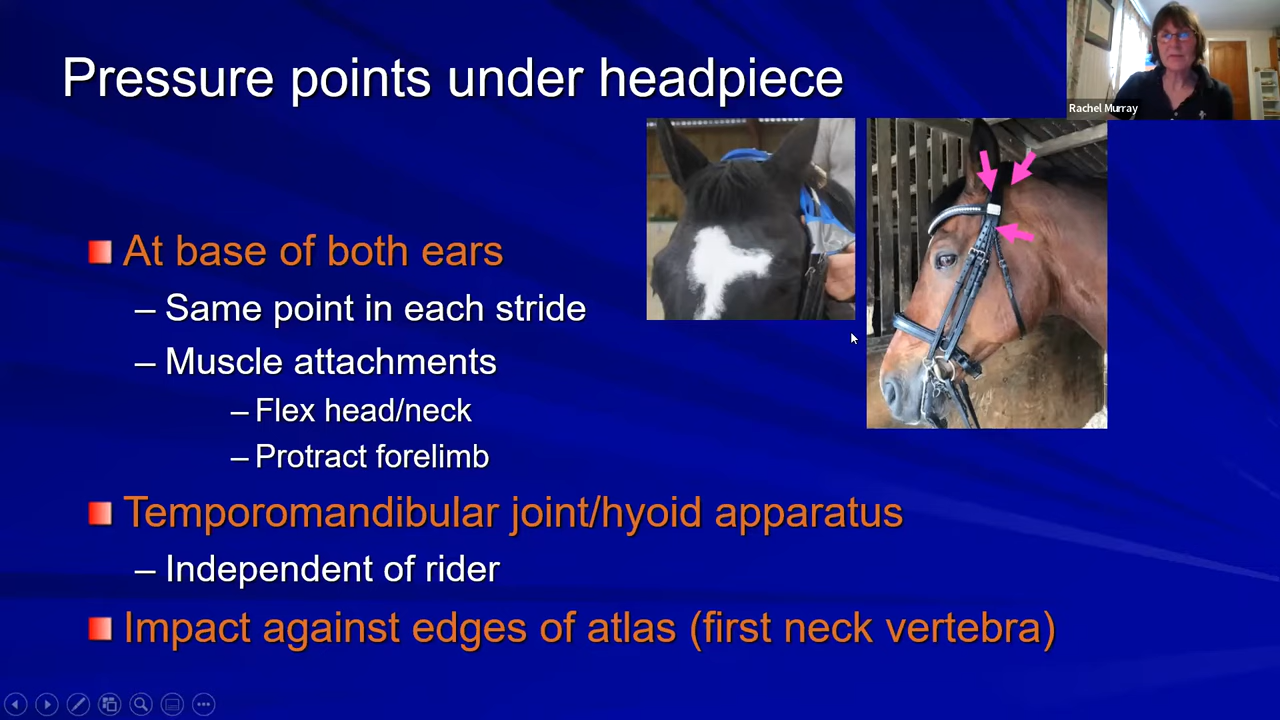 Pressure points under headpiece
Rachel Murray
At base of both ears
– Same point in each stride
– Muscle attachments
– Flex head/neck
– Protract forelimb
Temporomandibular joint/hyoid apparatus
– Independent of rider
Impact against edges of atlas (first neck vertebra)